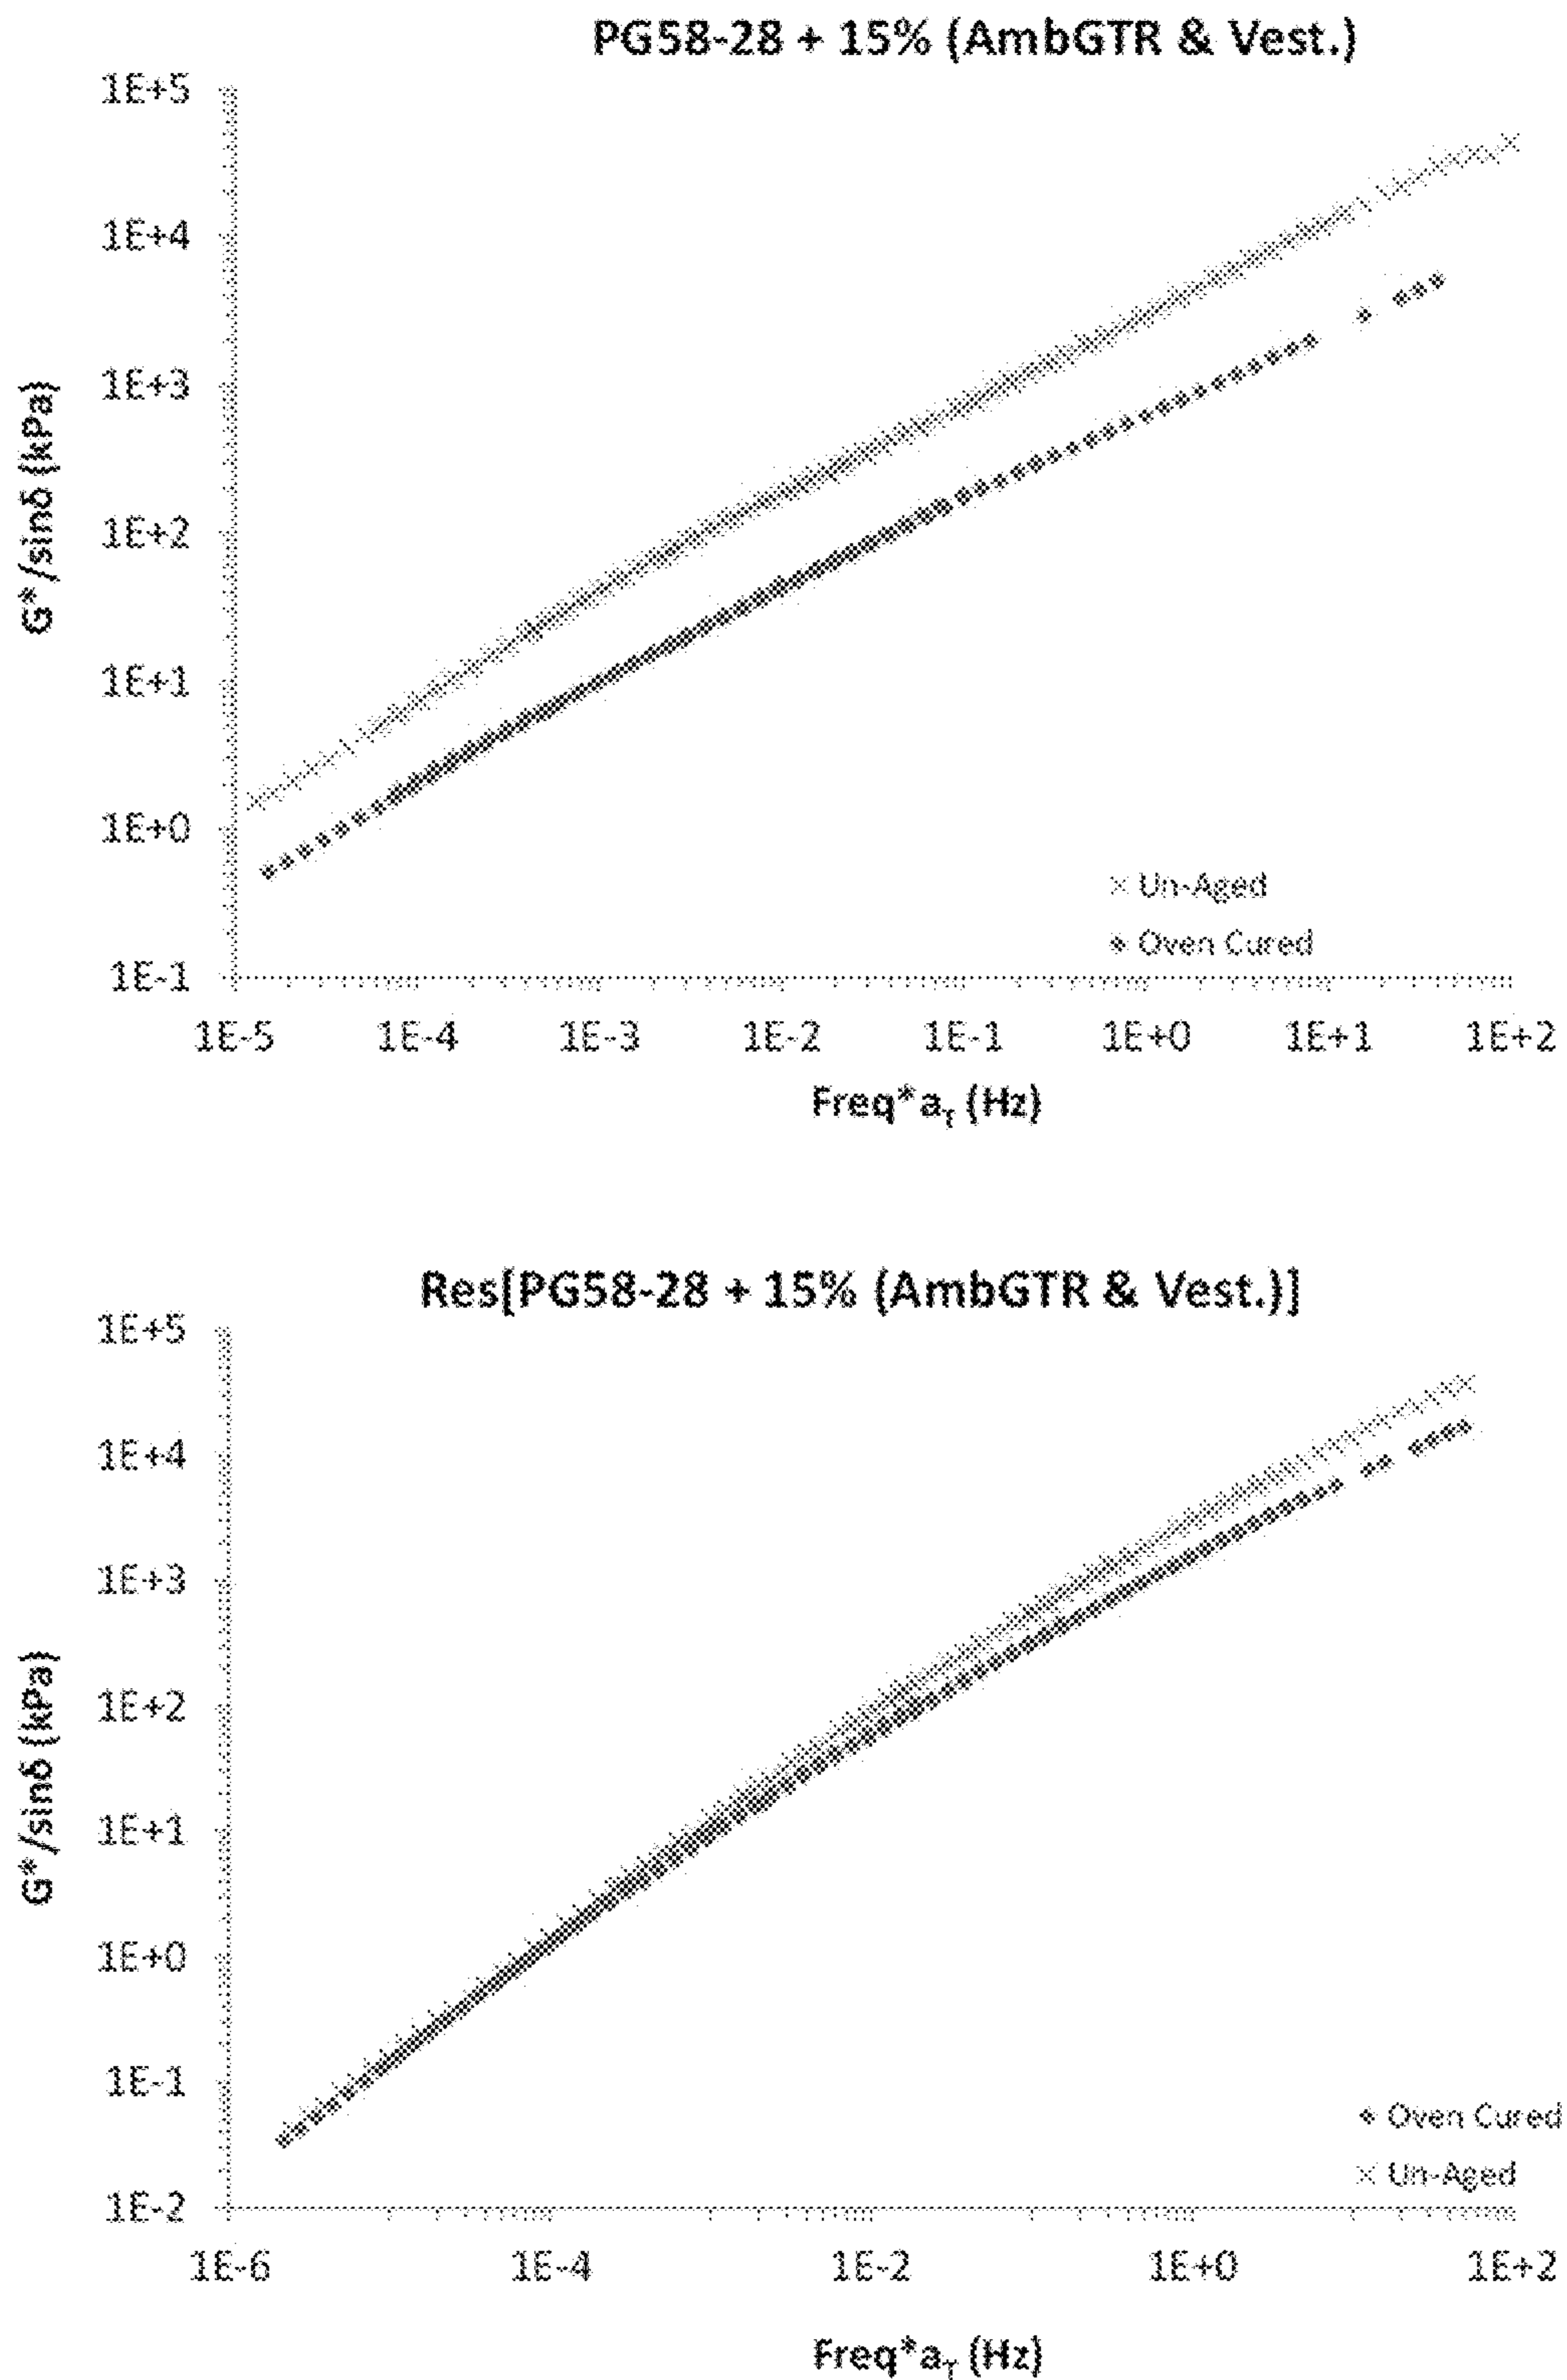 PG58-28 + 15% (AmbGTR & Vest.)
1E+5
1E+4
1E+3
1E+2
1E+1
1E+0
1E-1
G*/sinδ (kPa)
× Un-Aged
Oven Cured
1E-5 1E-4 1E-3 1E-2 1E-1 1E+0 1E+1 1E+2
Freq*aT (Hz)
Res[PG58-28 + 15% (AmbGTR & Vest.)]
1E+5
1E+4
1E+3
1E+2
1E+1
1E+0
1E-1
1E-2
G*/sinδ (kPa)
Oven Cured
× Un-Aged
1E-6 1E-4 1E-2 1E+0 1E+2
Freq*aT (Hz)